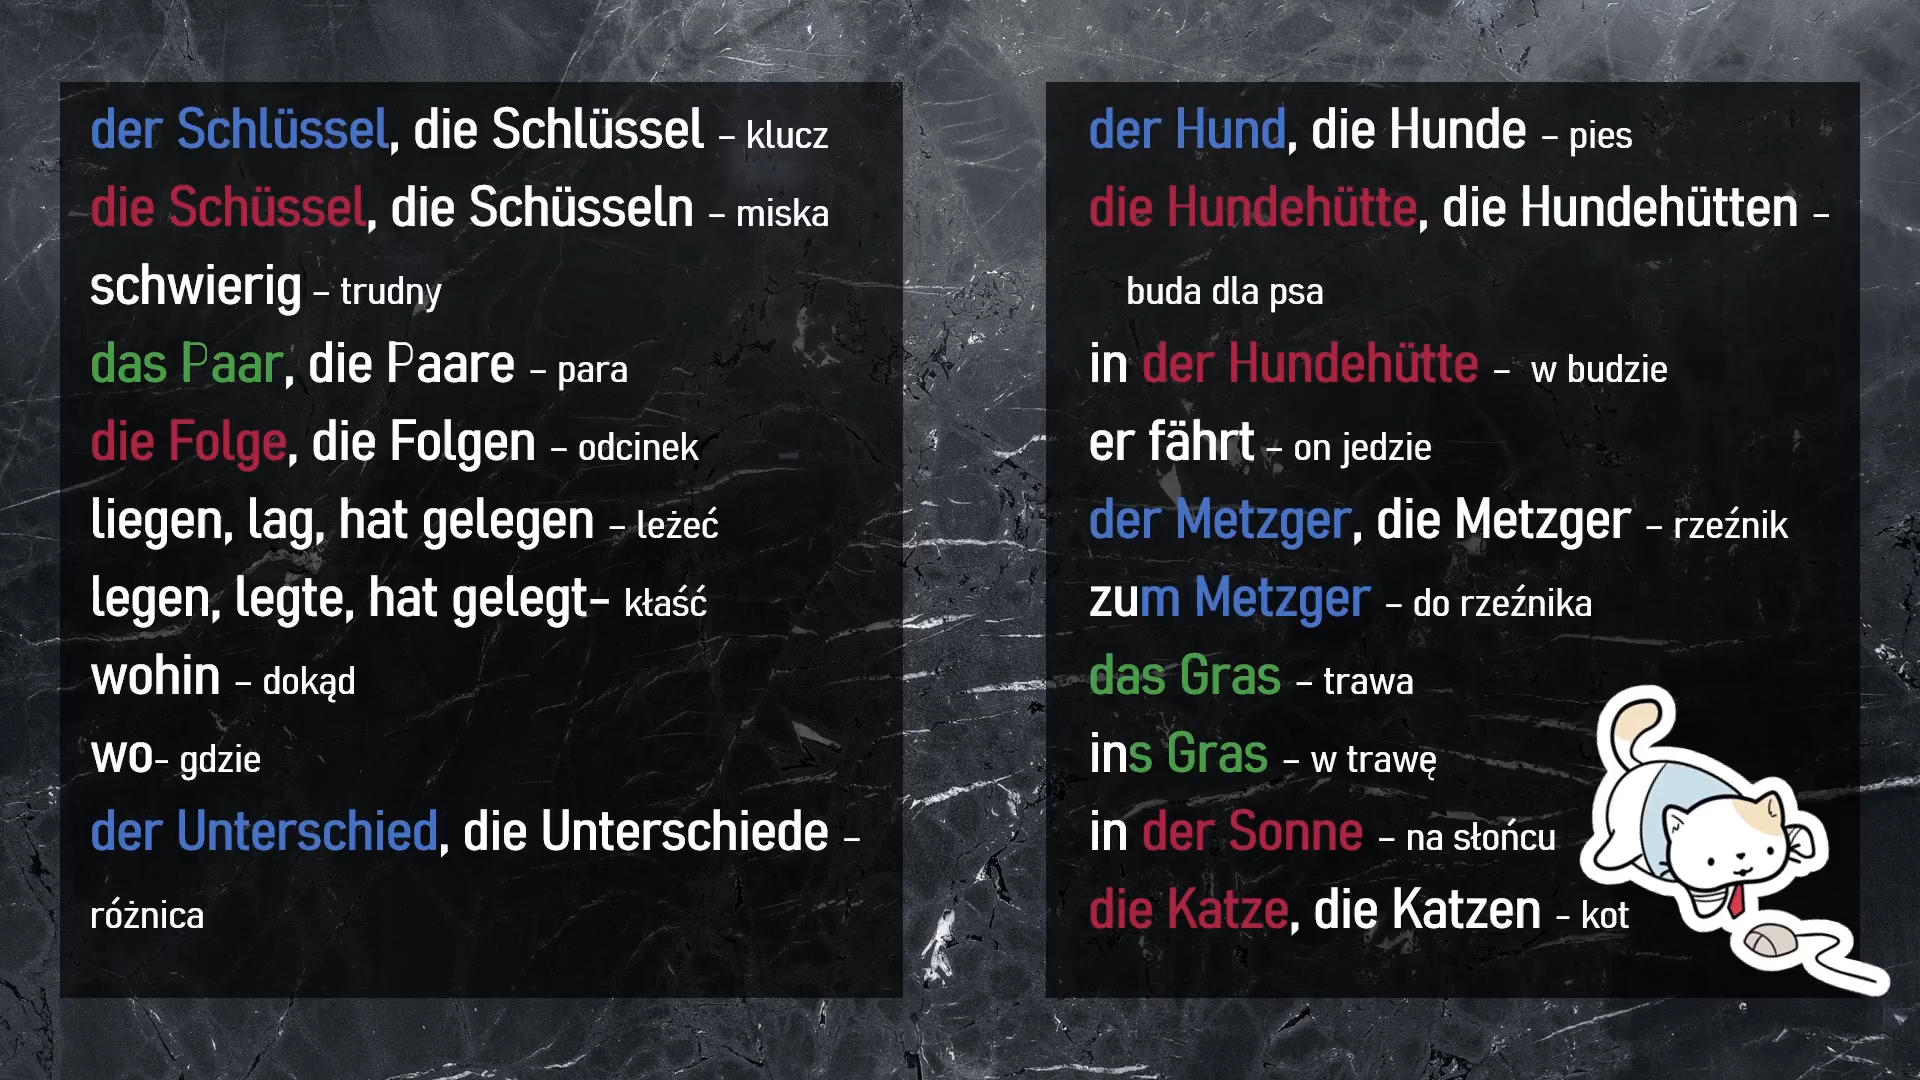 der Schlüssel, die Schlüssel – klucz
die Schüssel, die Schüsseln – miska
schwierig – trudny
das Paar, die Paare – para
die Folge, die Folgen – odcinek
liegen, lag, hat gelegen – leżeć
legen, legte, hat gelegt– kłaść
wohin – dokąd
wo– gdzie
der Unterschied, die Unterschiede –
różnica
der Hund, die Hunde – pies
die Hundehütte, die Hundehütten –
buda dla psa
in der Hundehütte – w budzie
er fährt – on jedzie
der Metzger, die Metzger – rzeźnik
zum Metzger – do rzeźnika
das Gras – trawa
ins Gras – w trawę
in der Sonne – na słońcu
die Katze, die Katzen – kot